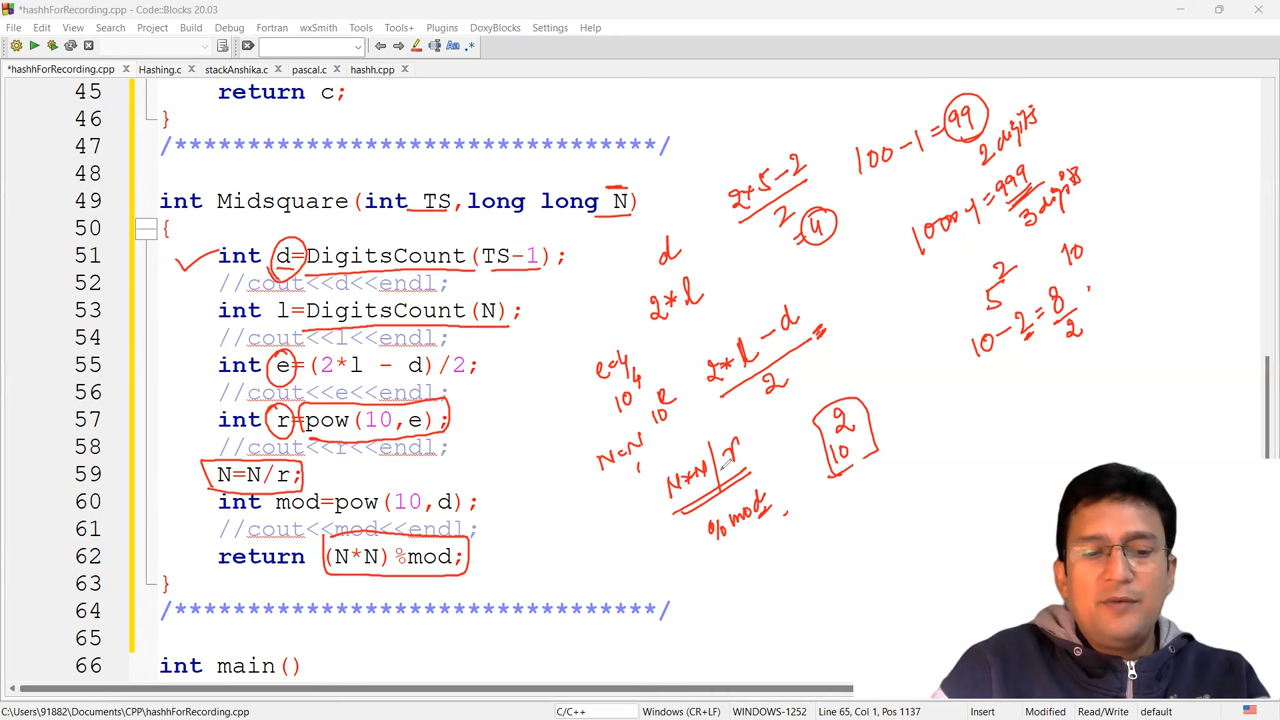 *hashhForRecording.cpp - Code::Blocks 20.03
File Edit View Search Project Build Debug Fortran wxSmith Tools Tools+ Plugins DoxyBlocks Settings Help
*hashhForRecording.cpp Hashing.c stackAnshika.c pascal.c hashh.cpp
45 return c;
46 }
47 /*********************************/
48
49 int Midsquare(int TS,long long N)
50 {
51 int d=DigitsCount(TS-1);
52 //cout<<d<<endl;
53 int l=DigitsCount(N);
54 //cout<<l<<endl;
55 int e=(2*l - d)/2;
56 //cout<<e<<endl;
57 int r=pow(10,e);
58 //cout<<r<<endl;
59 N=N/r;
60 int mod=pow(10,d);
61 //cout<<mod<<endl;
62 return (N*N)%mod;
63 }
64 /*********************************/
65
66 int main()
100-1=99
2 digits
1000-1=999
3 digits
2*5-2
2
=4
d
2*l
5²
10
10-2=8
2
2*l-d
2
e=4
10⁴
10^e
N*N/r
%mod
2
10
C:\Users\91882\Documents\CPP\hashhForRecording.cpp C/C++ Windows (CR+LF) WINDOWS-1252 Line 65, Col 1, Pos 1137 Insert Modified Read/Write default